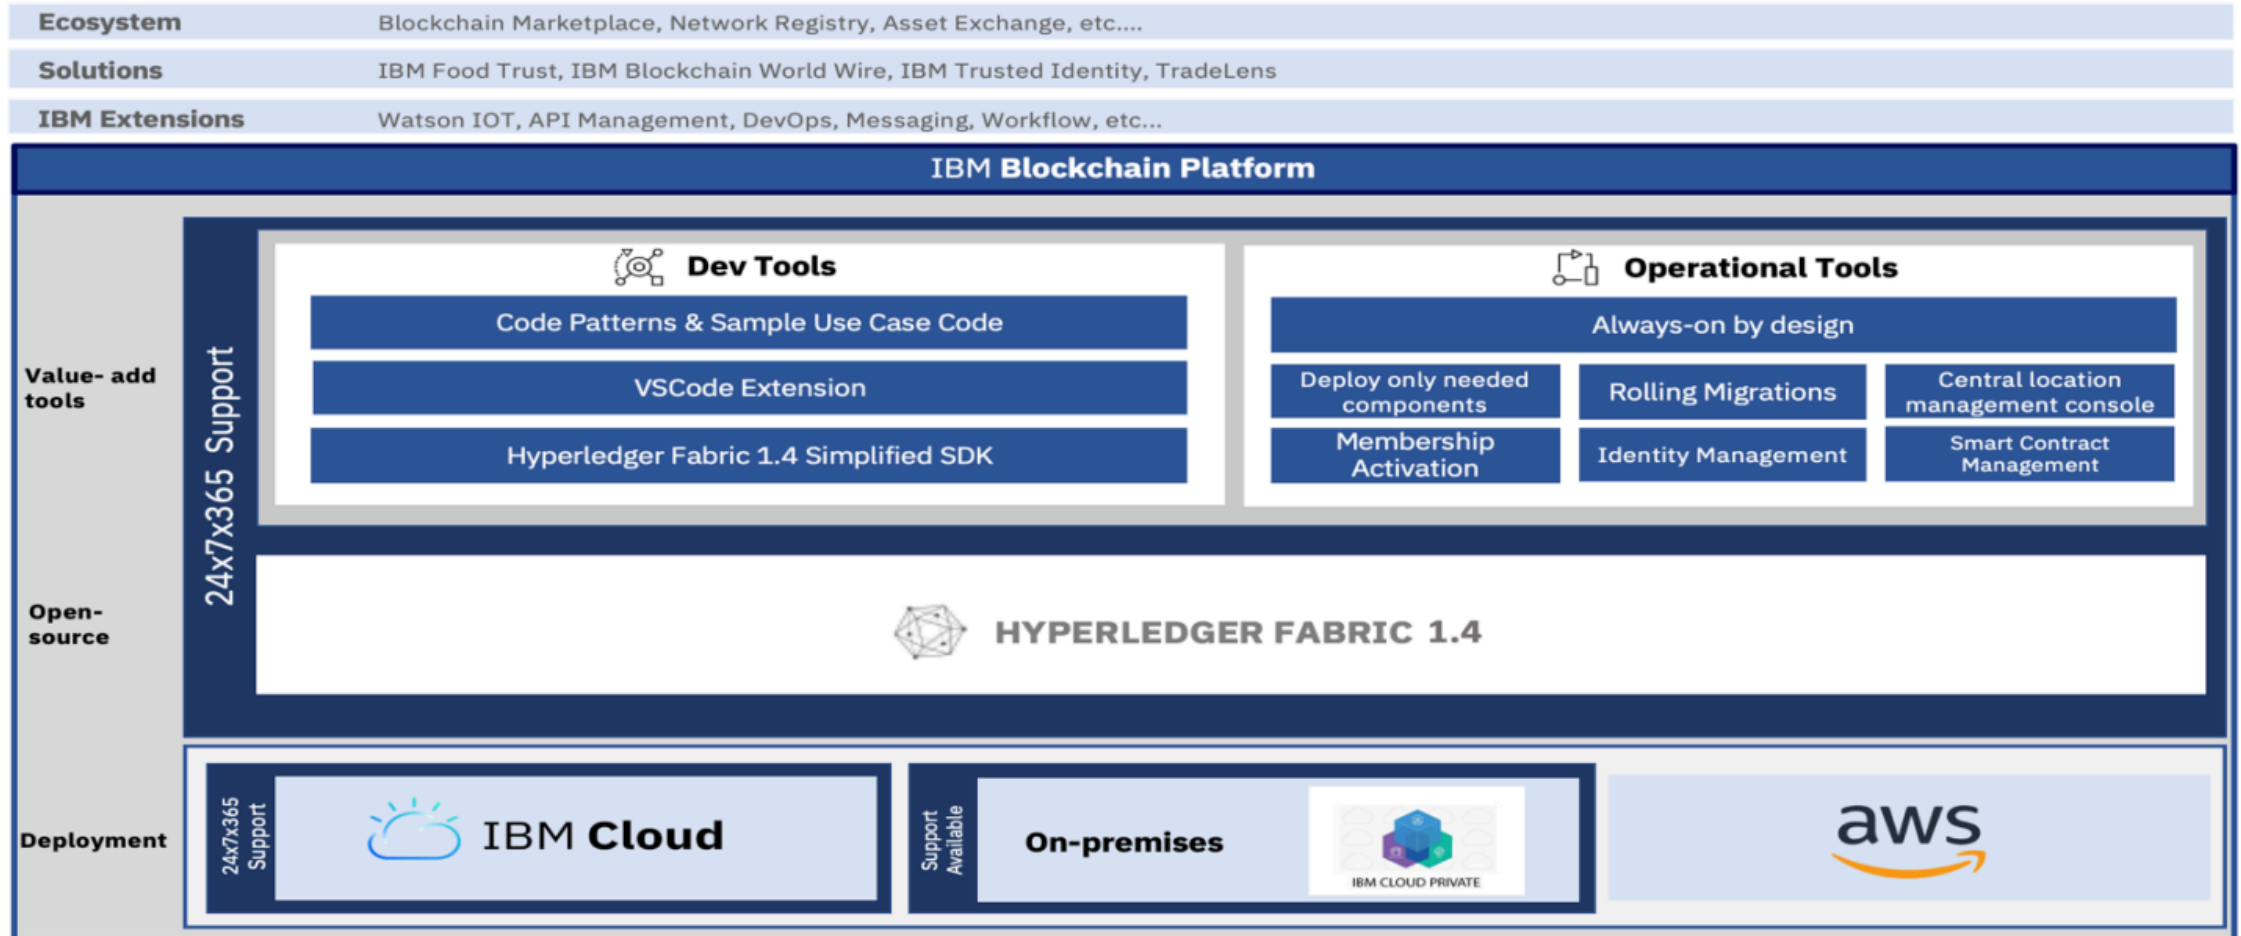 Ecosystem Blockchain Marketplace, Network Registry, Asset Exchange, etc....
Solutions IBM Food Trust, IBM Blockchain World Wire, IBM Trusted Identity, TradeLens
IBM Extensions Watson IOT, API Management, DevOps, Messaging, Workflow, etc...
IBM Blockchain Platform
Value- add
tools
24x7x365 Support
Dev Tools
Code Patterns & Sample Use Case Code
VSCode Extension
Hyperledger Fabric 1.4 Simplified SDK
Operational Tools
Always-on by design
Deploy only needed
components
Rolling Migrations
Central location
management console
Membership
Activation
Identity Management
Smart Contract
Management
Open-
source
HYPERLEDGER FABRIC 1.4
Deployment
24x7x365
Support
IBM Cloud
Support
Available
On-premises
IBM CLOUD PRIVATE
aws